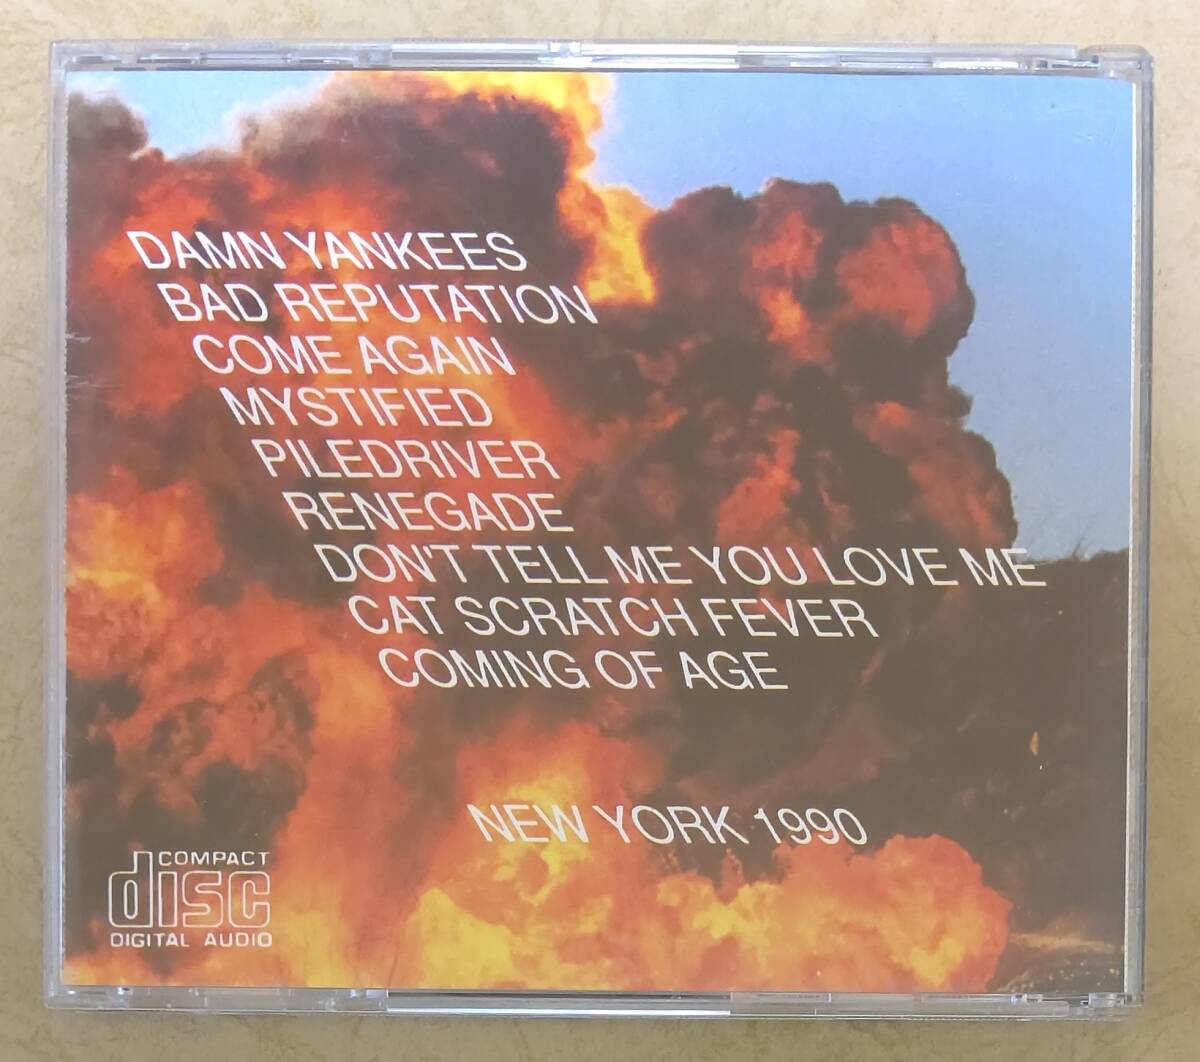 DAMN YANKEES
BAD REPUTATION
COME AGAIN
MYSTIFIED
PILEDRIVER
RENEGADE
DON'T TELL ME YOU LOVE ME
CAT SCRATCH FEVER
COMING OF AGE
NEW YORK 1990
COMPACT
disc
DIGITAL AUDIO